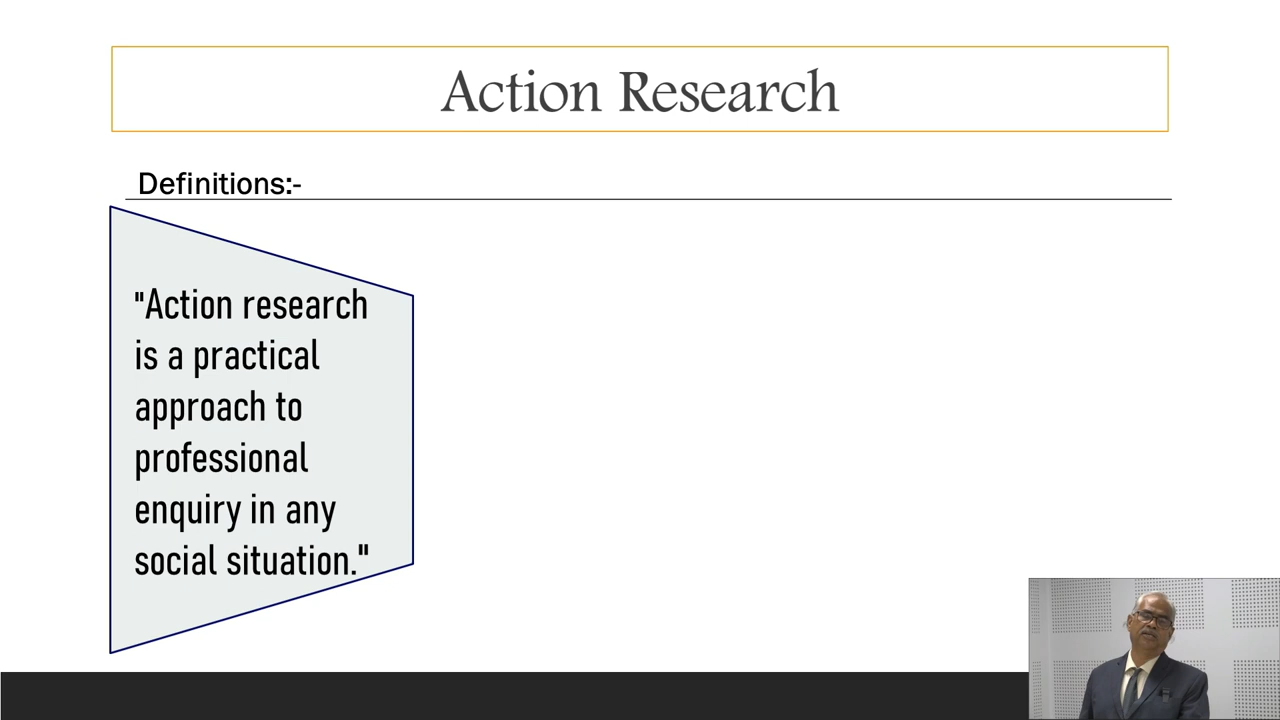 Action Research
Definitions:-
"Action research
is a practical
approach to
professional
enquiry in any
social situation."